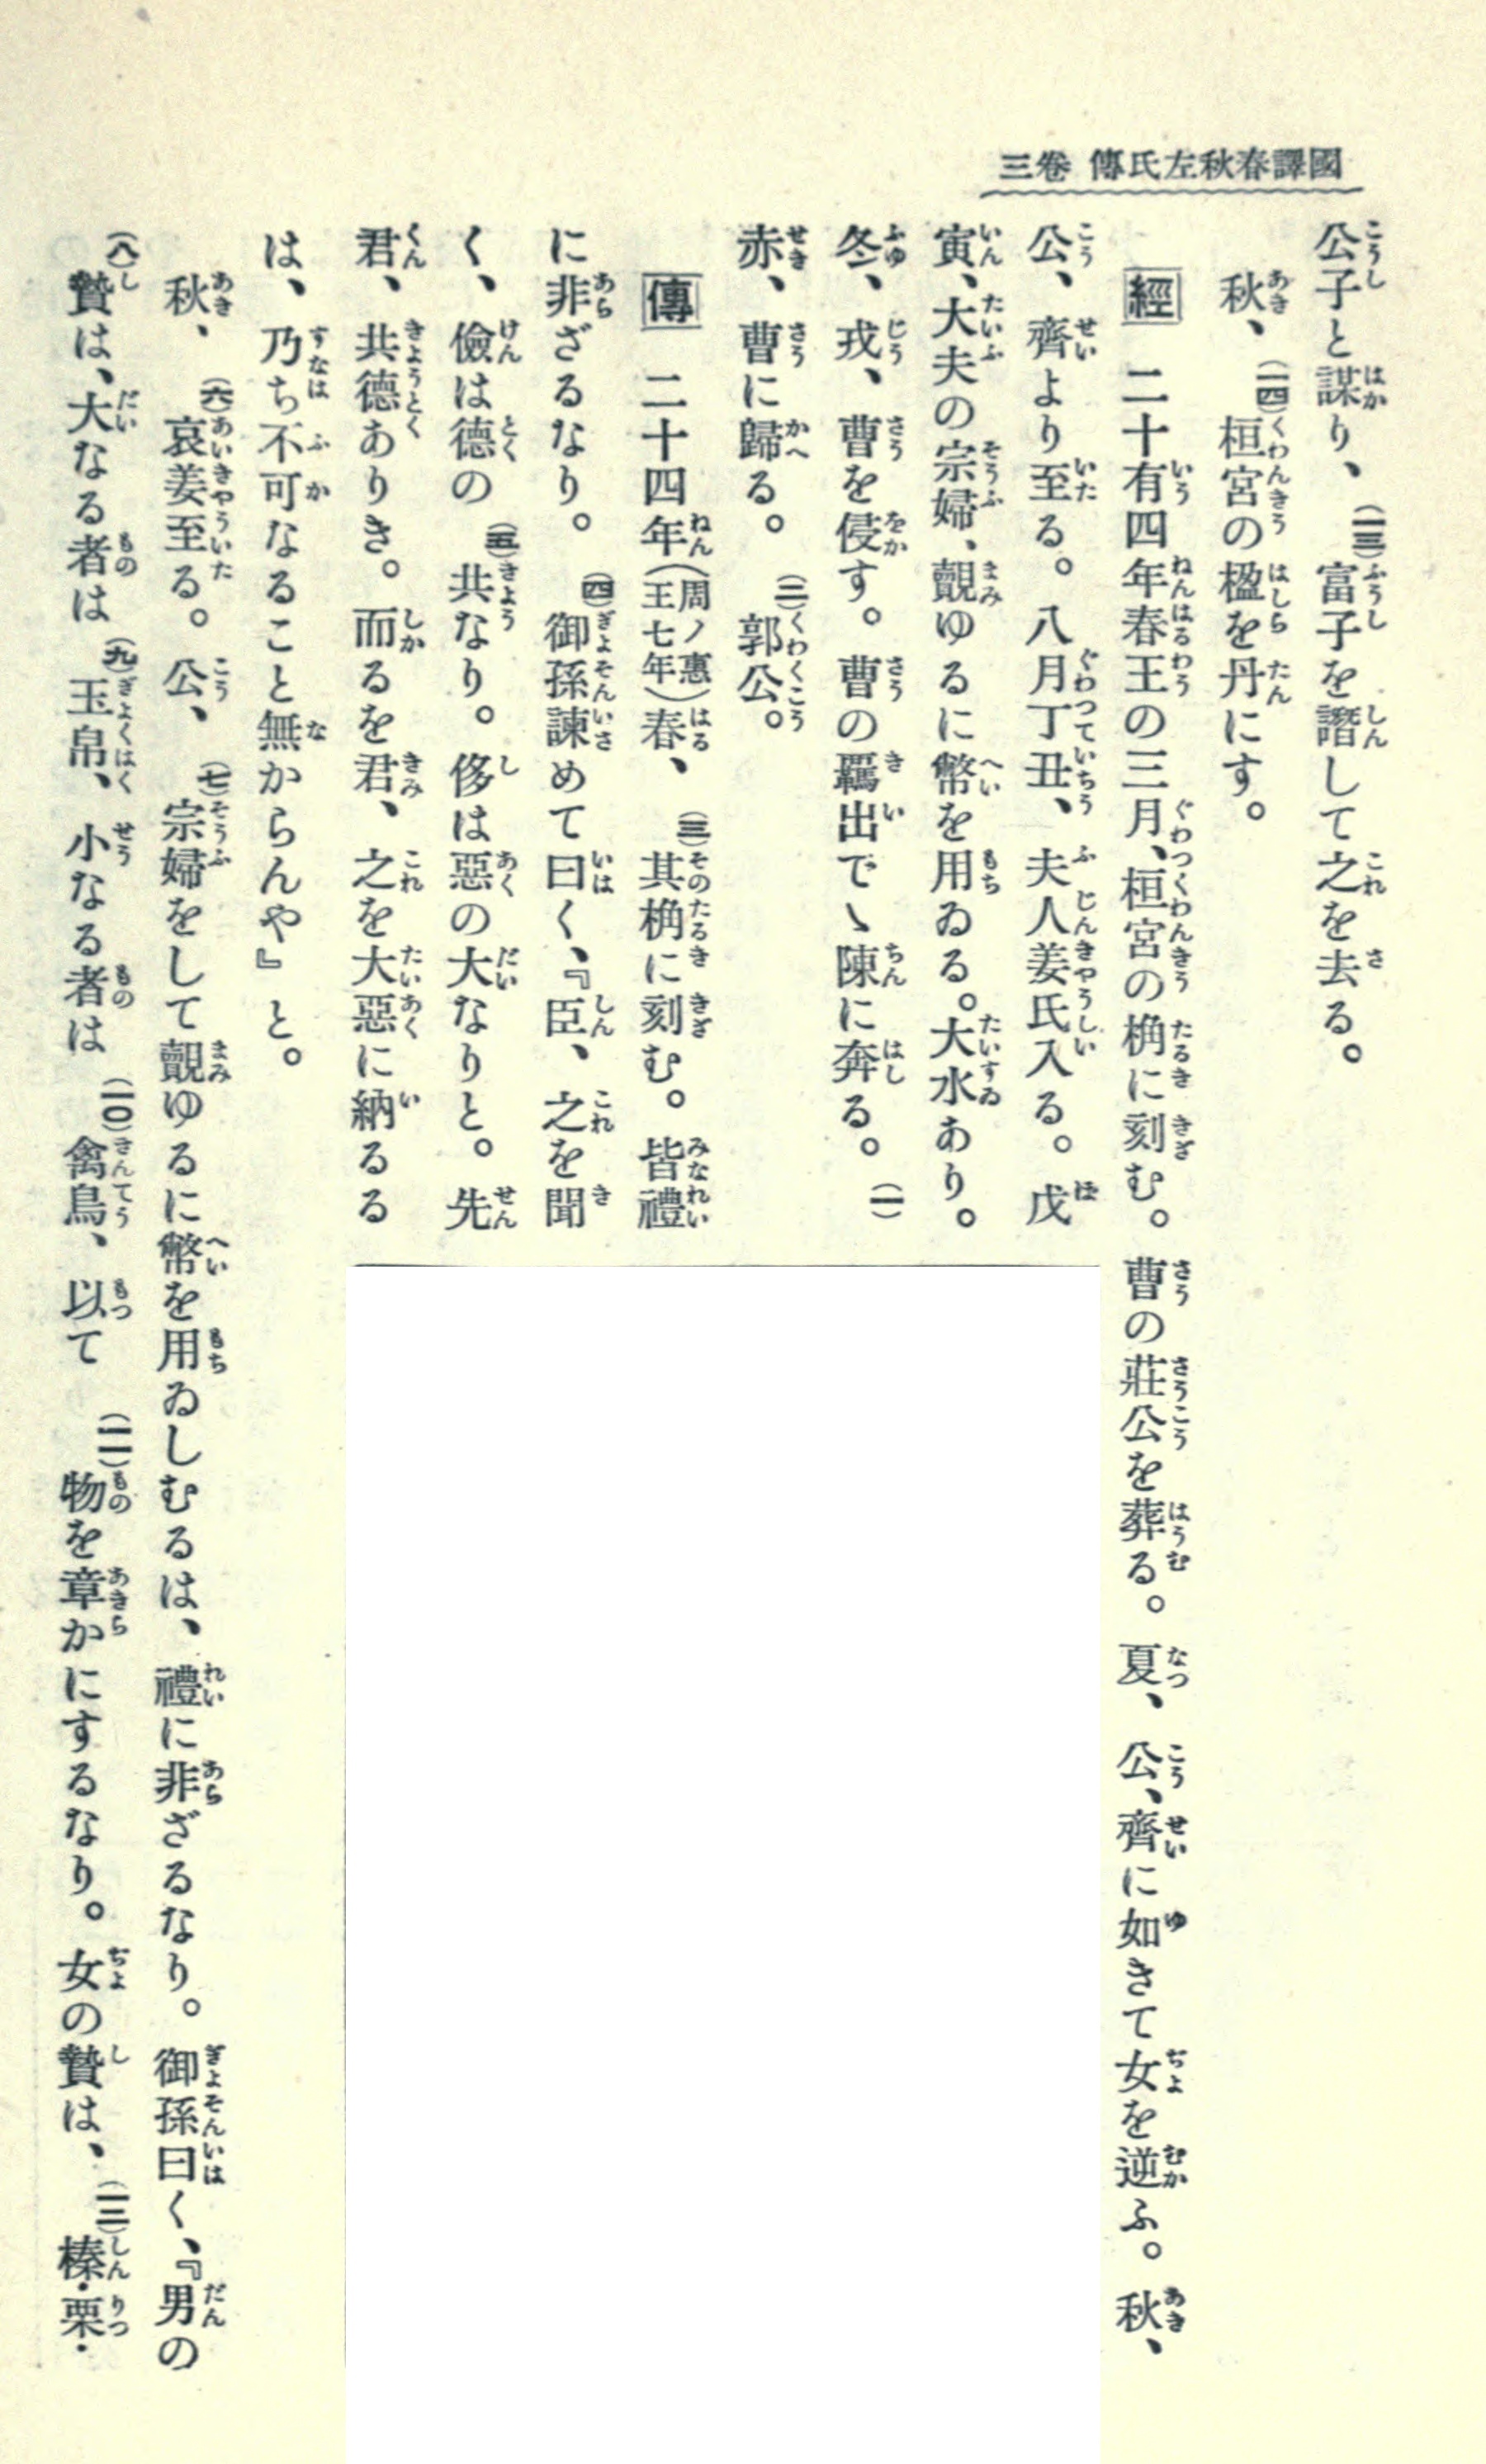 國譯春秋左氏傳 卷三
公子と謀り、(一三)富子を譖して之を去る。
秋、(一四)桓宮の楹を丹にす。
經 二十有四年春王の三月、桓宮の桷に刻む。曹の莊公を葬る。夏、公、齊に如きて女を逆ふ。秋、
公、齊より至る。八月丁丑、夫人姜氏入る。戊
寅、大夫の宗婦、覿ゆるに幣を用ゐる。大水あり。
冬、戎、曹を侵す。曹の羈出でゝ陳に奔る。(一)
赤、曹に歸る。(二)郭公。
傳 二十四年(周ノ惠王七年)春、(三)其桷に刻む。皆禮
に非ざるなり。(四)御孫諫めて曰く、『臣、之を聞
く、儉は德の(五)共なり。侈は惡の大なりと。先
君、共德ありき。而るを君、之を大惡に納るる
は、乃ち不可なること無からんや』と。
秋、(六)哀姜至る。公、(七)宗婦をして覿ゆるに幣を用ゐしむるは、禮に非ざるなり。御孫曰く、『男の
(八)贄は、大なる者は(九)玉帛、小なる者は(一〇)禽鳥、以て(一一)物を章かにするなり。女の贄は、(一二)榛・栗・